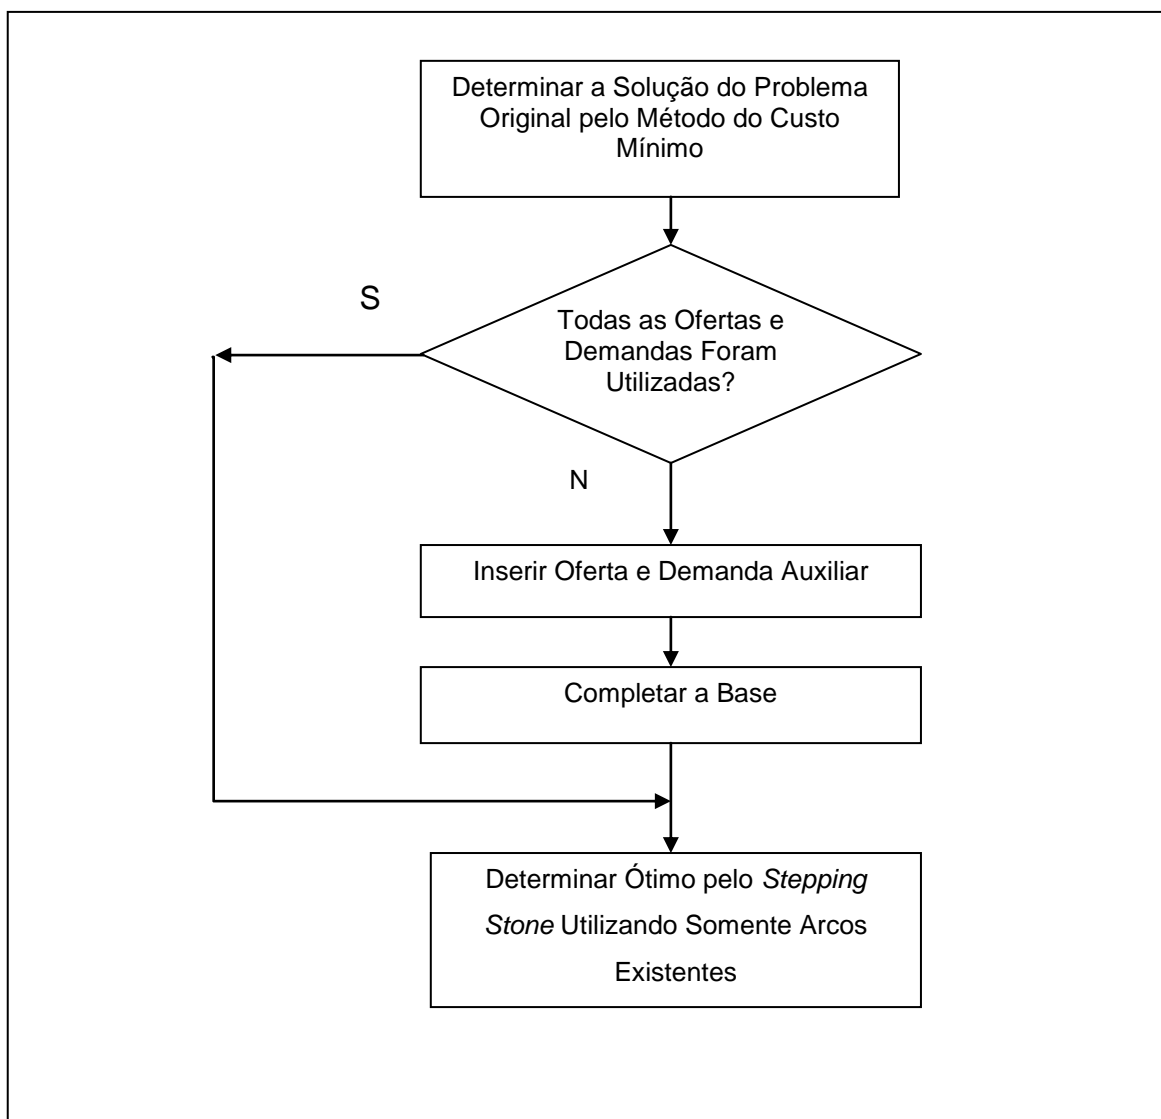 Determinar a Solução do Problema
Original pelo Método do Custo
Mínimo
S
Todas as Ofertas e
Demandas Foram
Utilizadas?
N
Inserir Oferta e Demanda Auxiliar
Completar a Base
Determinar Ótimo pelo Stepping
Stone Utilizando Somente Arcos
Existentes